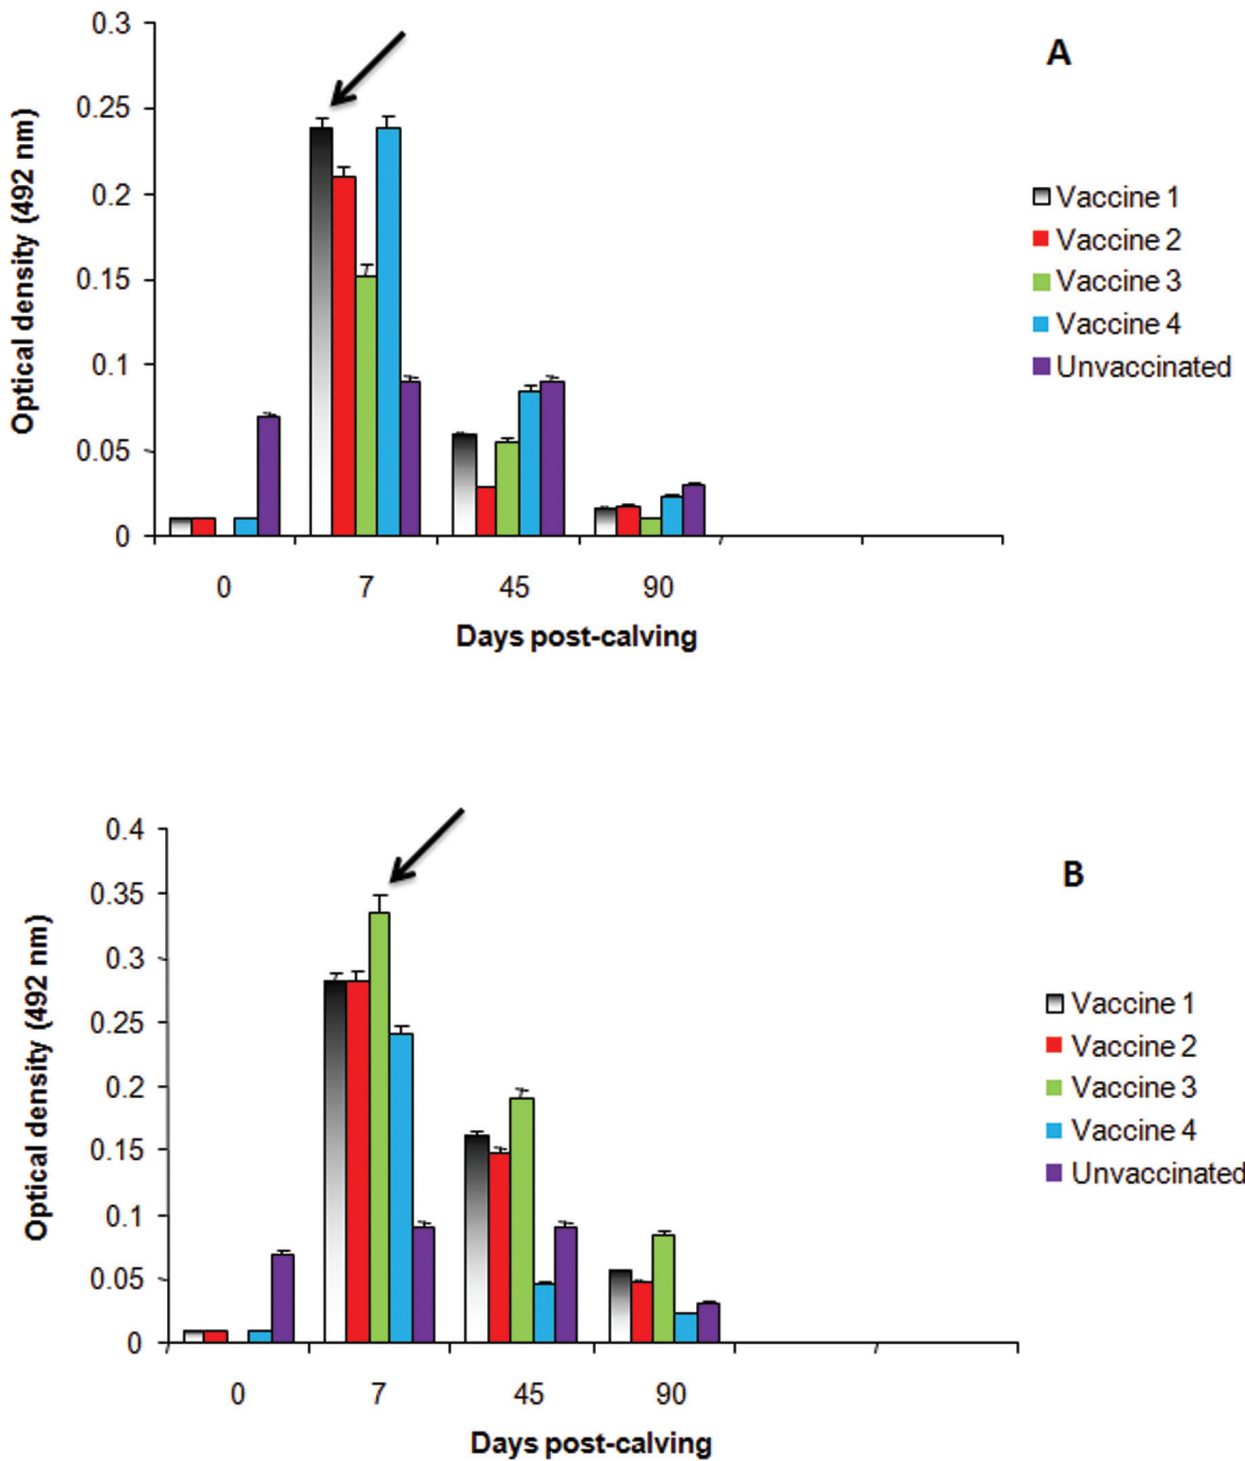 A
0.3
0.25
0.2
0.15
0.1
0.05
0
Optical density (492 nm)
0 7 45 90
Days post-calving
Vaccine 1
Vaccine 2
Vaccine 3
Vaccine 4
Unvaccinated
B
0.4
0.35
0.3
0.25
0.2
0.15
0.1
0.05
0
Optical density (492 nm)
0 7 45 90
Days post-calving
Vaccine 1
Vaccine 2
Vaccine 3
Vaccine 4
Unvaccinated